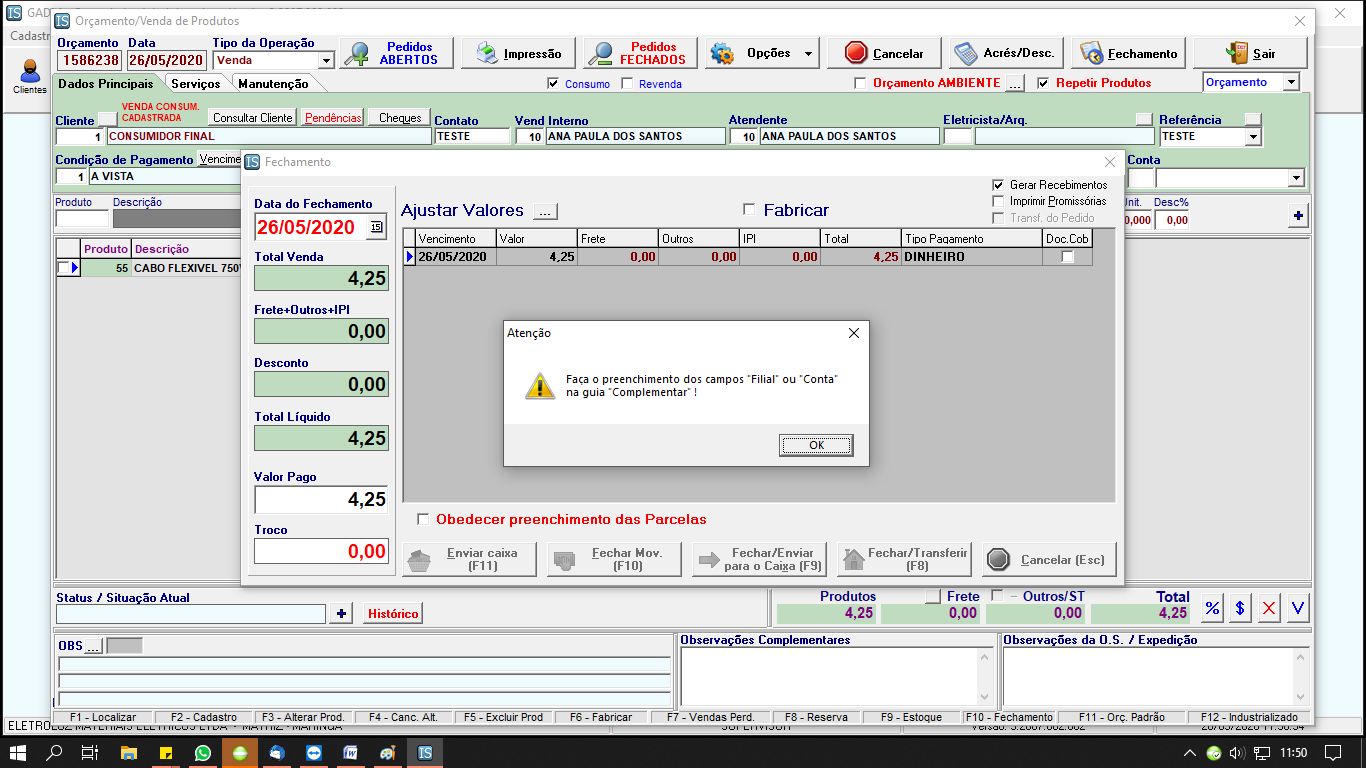 Orçamento/Venda de Produtos
Cadastr
Clientes
Orçamento
1586238
Data
26/05/2020
Tipo da Operação
Venda
Pedidos
ABERTOS
Impressão
Pedidos
FECHADOS
Opções
Cancelar
Acrés/Desc.
Fechamento
Sair
Dados Principais
Serviços
Manutenção
Consumo
Revenda
Orçamento AMBIENTE
...
Repetir Produtos
Orçamento
Cliente
VENDA CONSUM.
CADASTRADA
Consultar Cliente
Pendências
Cheques
Contato
Vend Interno
Atendente
Eletricista/Arq.
Referência
1
CONSUMIDOR FINAL
TESTE
10
ANA PAULA DOS SANTOS
10
ANA PAULA DOS SANTOS
TESTE
Condição de Pagamento
Vencime
Conta
1
A VISTA
Produto
Descrição
Unit.
Desc%
0,000
0,00
+
Produto
Descrição
55
CABO FLEXIVEL 750V
Fechamento
Data do Fechamento
26/05/2020
15
Total Venda
4,25
Frete+Outros+IPI
0,00
Desconto
0,00
Total Líquido
4,25
Valor Pago
4,25
Troco
0,00
Ajustar Valores
...
Fabricar
Gerar Recebimentos
Imprimir Promissórias
Transf. do Pedido
Vencimento
Valor
Frete
Outros
IPI
Total
Tipo Pagamento
Doc.Cob
26/05/2020
4,25
0,00
0,00
0,00
4,25
DINHEIRO
Atenção
Faça o preenchimento dos campos "Filial" ou "Conta"
na guia "Complementar" !
OK
Obedecer preenchimento das Parcelas
Enviar caixa
(F11)
Fechar Mov.
(F10)
Fechar/Enviar
para o Caixa (F9)
Fechar/Transferir
(F8)
Cancelar (Esc)
Status / Situação Atual
+
Histórico
Produtos
4,25
Frete
0,00
Outros/ST
0,00
Total
4,25
%
$
X
V
OBS
...
Observações Complementares
Observações da O.S. / Expedição
F1 - Localizar
F2 - Cadastro
F3 - Alterar Prod.
F4 - Canc. Alt.
F5 - Excluir Prod
F6 - Fabricar
F7 - Vendas Perd.
F8 - Reserva
F9 - Estoque
F10 - Fechamento
F11 - Orç. Padrão
F12 - Industrializado
11:50